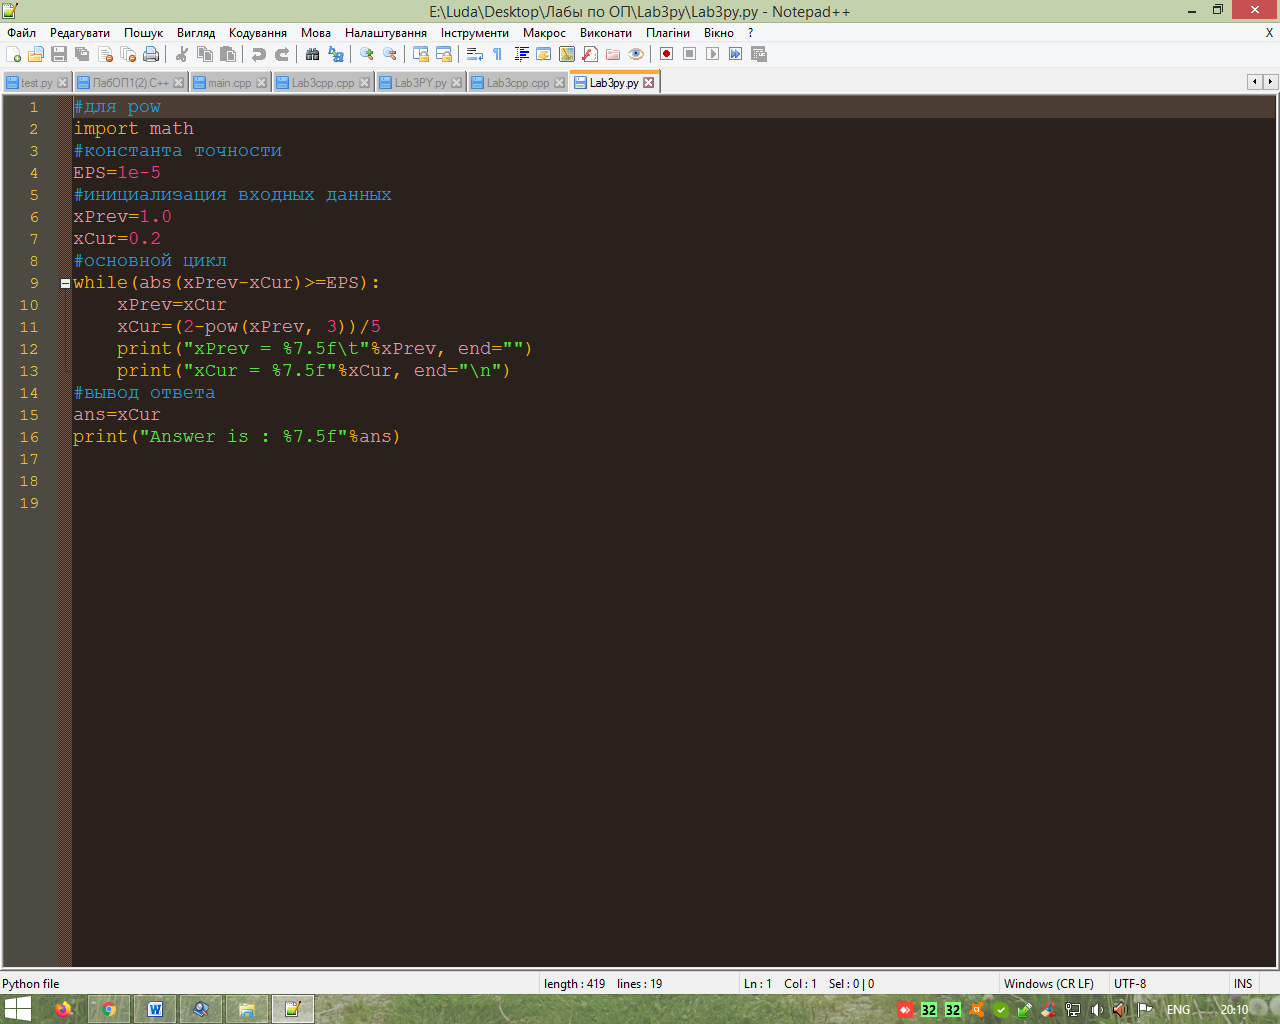 E:\Luda\Desktop\Лабы по ОП\Lab3py\Lab3py.py - Notepad++
Файл Редагувати Пошук Вигляд Кодування Мова Налаштування Інструменти Макрос Виконати Плагіни Вікно ? X
test.py ПабОП1(2).C++ main.cpp Lab3cpp.cpp Lab3PY.py Lab3cpp.cpp Lab3py.py
1 #для pow
2 import math
3 #константа точности
4 EPS=1e-5
5 #инициализация входных данных
6 xPrev=1.0
7 xCur=0.2
8 #основной цикл
9 while(abs(xPrev-xCur)>=EPS):
10 xPrev=xCur
11 xCur=(2-pow(xPrev, 3))/5
12 print("xPrev = %7.5f\t"%xPrev, end="")
13 print("xCur = %7.5f"%xCur, end="\n")
14 #вывод ответа
15 ans=xCur
16 print("Answer is : %7.5f"%ans)
17
18
19
Python file length : 419 lines : 19 Ln : 1 Col : 1 Sel : 0 | 0 Windows (CR LF) UTF-8 INS
32 32 ENG 20:10